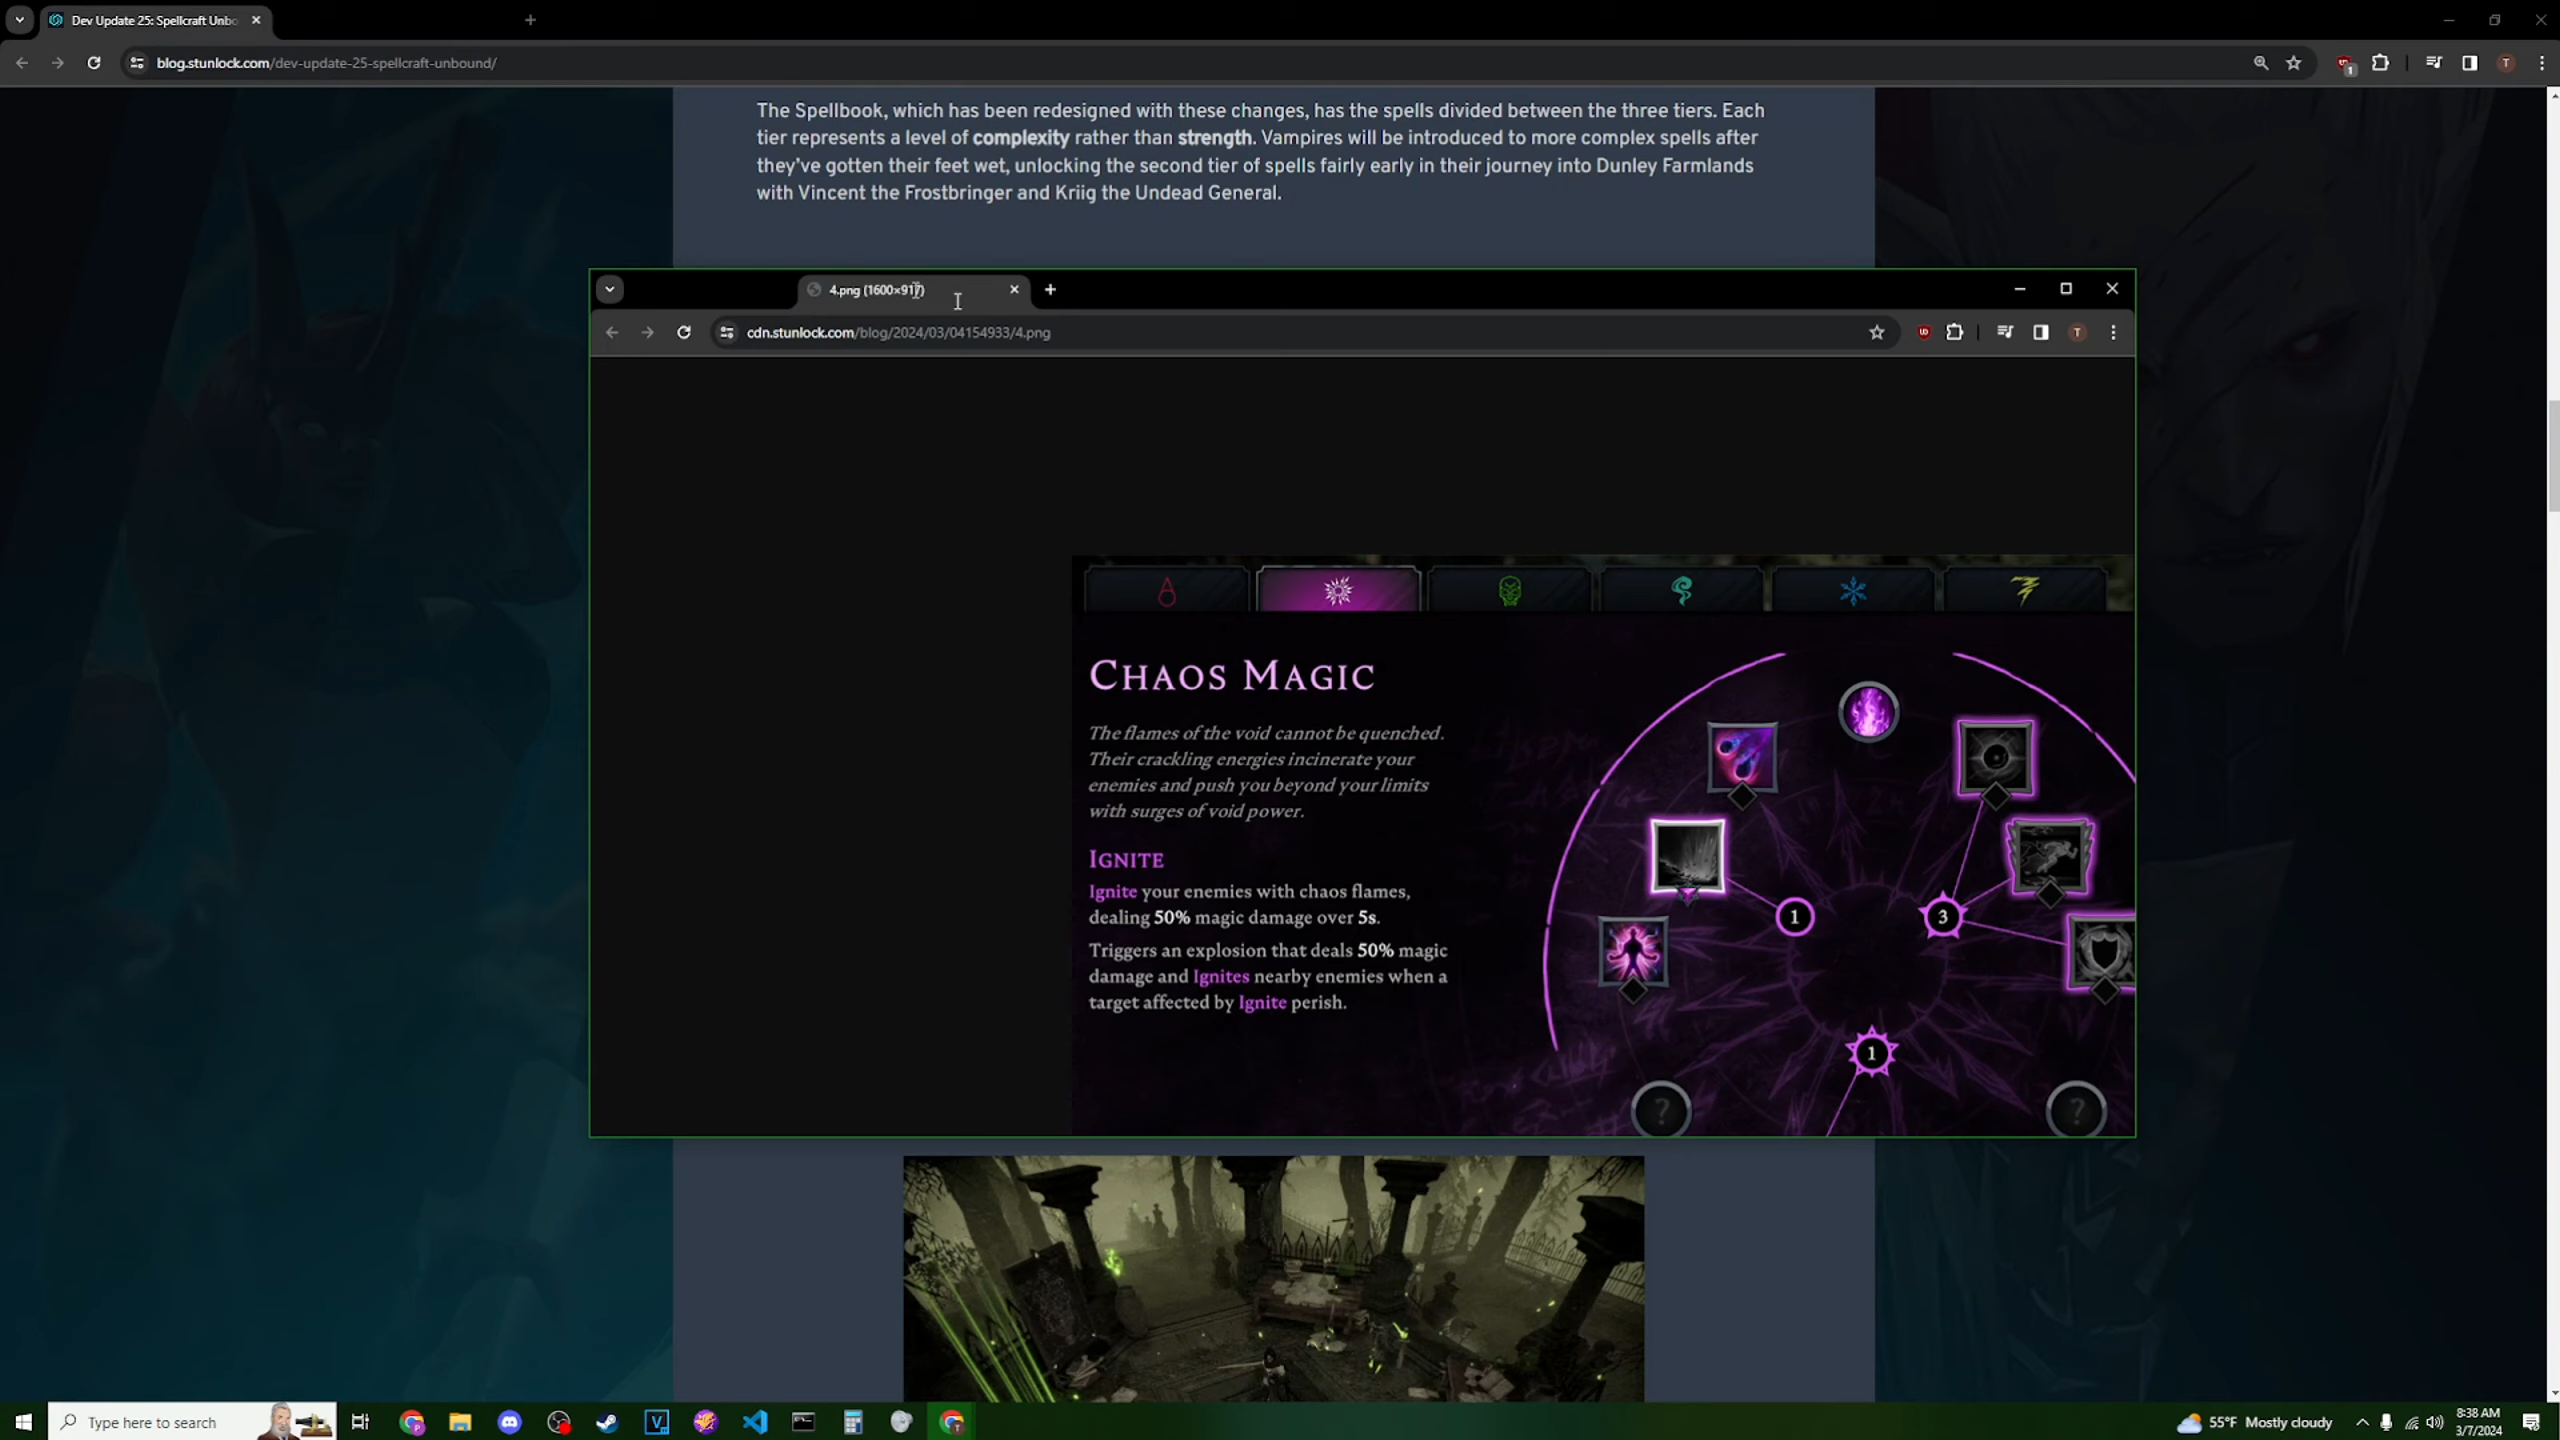 Dev Update 25: Spellcraft Unbo
blog.stunlock.com/dev-update-25-spellcraft-unbound/
1
T
The Spellbook, which has been redesigned with these changes, has the spells divided between the three tiers. Each
tier represents a level of complexity rather than strength. Vampires will be introduced to more complex spells after
they've gotten their feet wet, unlocking the second tier of spells fairly early in their journey into Dunley Farmlands
with Vincent the Frostbringer and Kriig the Undead General.
4.png (1600×917)
cdn.stunlock.com/blog/2024/03/04154933/4.png
T
Chaos Magic
The flames of the void cannot be quenched.
Their crackling energies incinerate your
enemies and push you beyond your limits
with surges of void power.
Ignite
Ignite your enemies with chaos flames,
dealing 50% magic damage over 5s.
Triggers an explosion that deals 50% magic
damage and Ignites nearby enemies when a
target affected by Ignite perish.
1
3
1
?
?
Type here to search
55°F Mostly cloudy
8:38 AM
3/7/2024